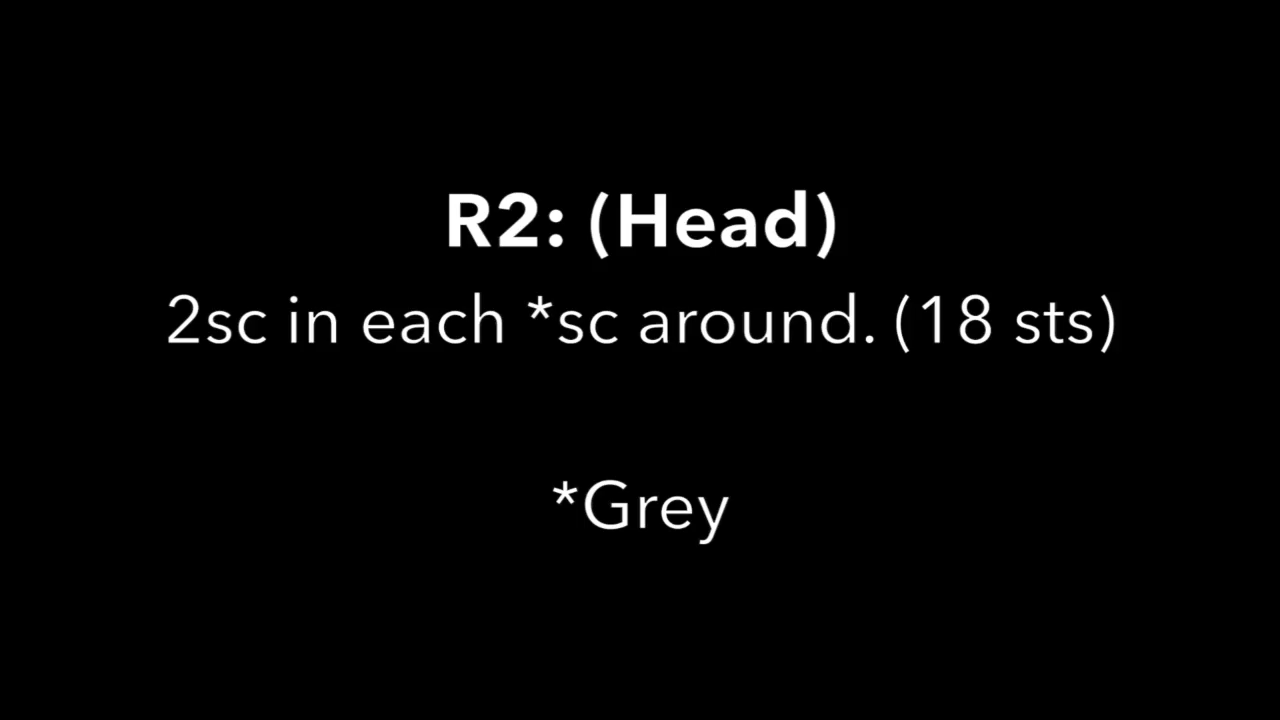 R2: (Head)
2sc in each *sc around. (18 sts)
*Grey